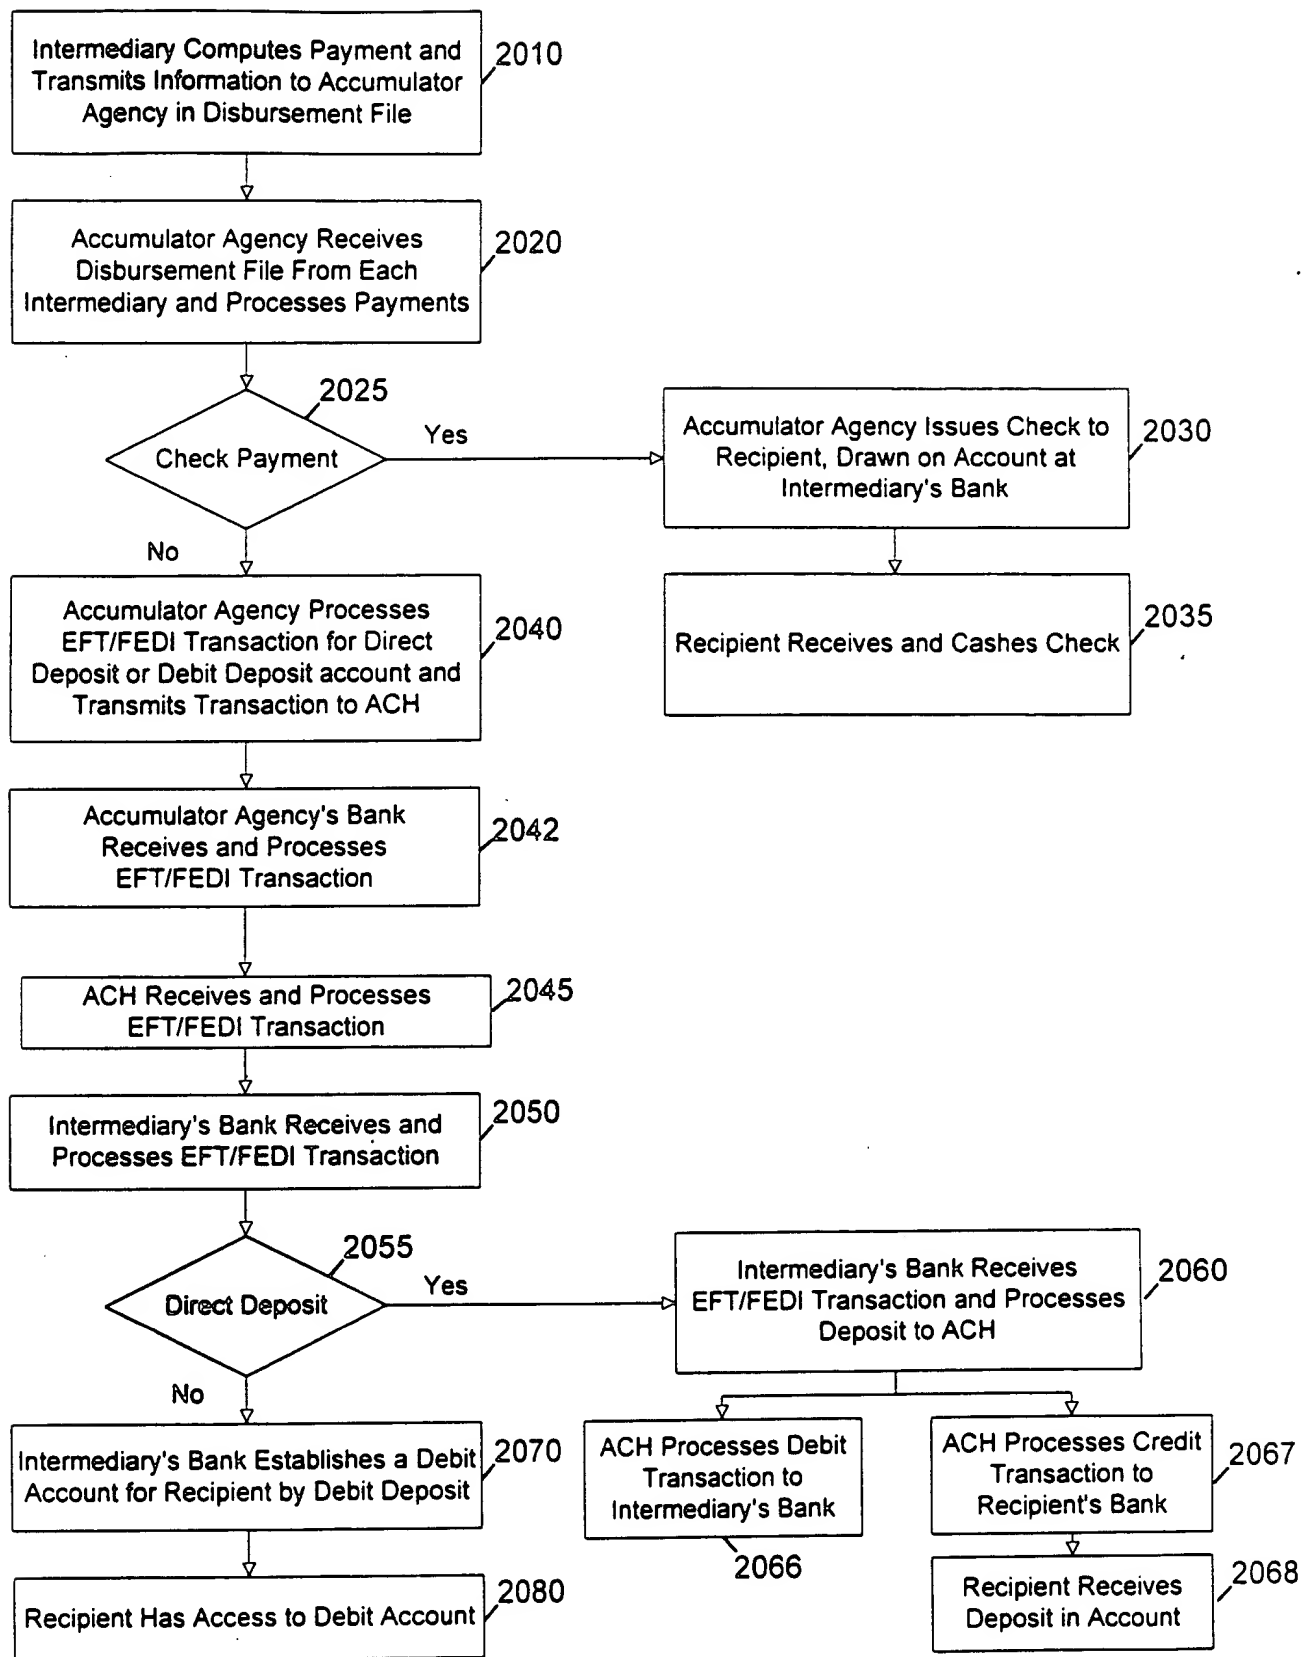 Intermediary Computes Payment and
Transmits Information to Accumulator
Agency in Disbursement File
2010
Accumulator Agency Receives
Disbursement File From Each
Intermediary and Processes Payments
2020
2025
Check Payment
Yes
No
Accumulator Agency Issues Check to
Recipient, Drawn on Account at
Intermediary's Bank
2030
Recipient Receives and Cashes Check
2035
Accumulator Agency Processes
EFT/FEDI Transaction for Direct
Deposit or Debit Deposit account and
Transmits Transaction to ACH
2040
Accumulator Agency's Bank
Receives and Processes
EFT/FEDI Transaction
2042
ACH Receives and Processes
EFT/FEDI Transaction
2045
Intermediary's Bank Receives and
Processes EFT/FEDI Transaction
2050
2055
Direct Deposit
Yes
No
Intermediary's Bank Receives
EFT/FEDI Transaction and Processes
Deposit to ACH
2060
ACH Processes Debit
Transaction to
Intermediary's Bank
2066
ACH Processes Credit
Transaction to
Recipient's Bank
2067
Recipient Receives
Deposit in Account
2068
Intermediary's Bank Establishes a Debit
Account for Recipient by Debit Deposit
2070
Recipient Has Access to Debit Account
2080